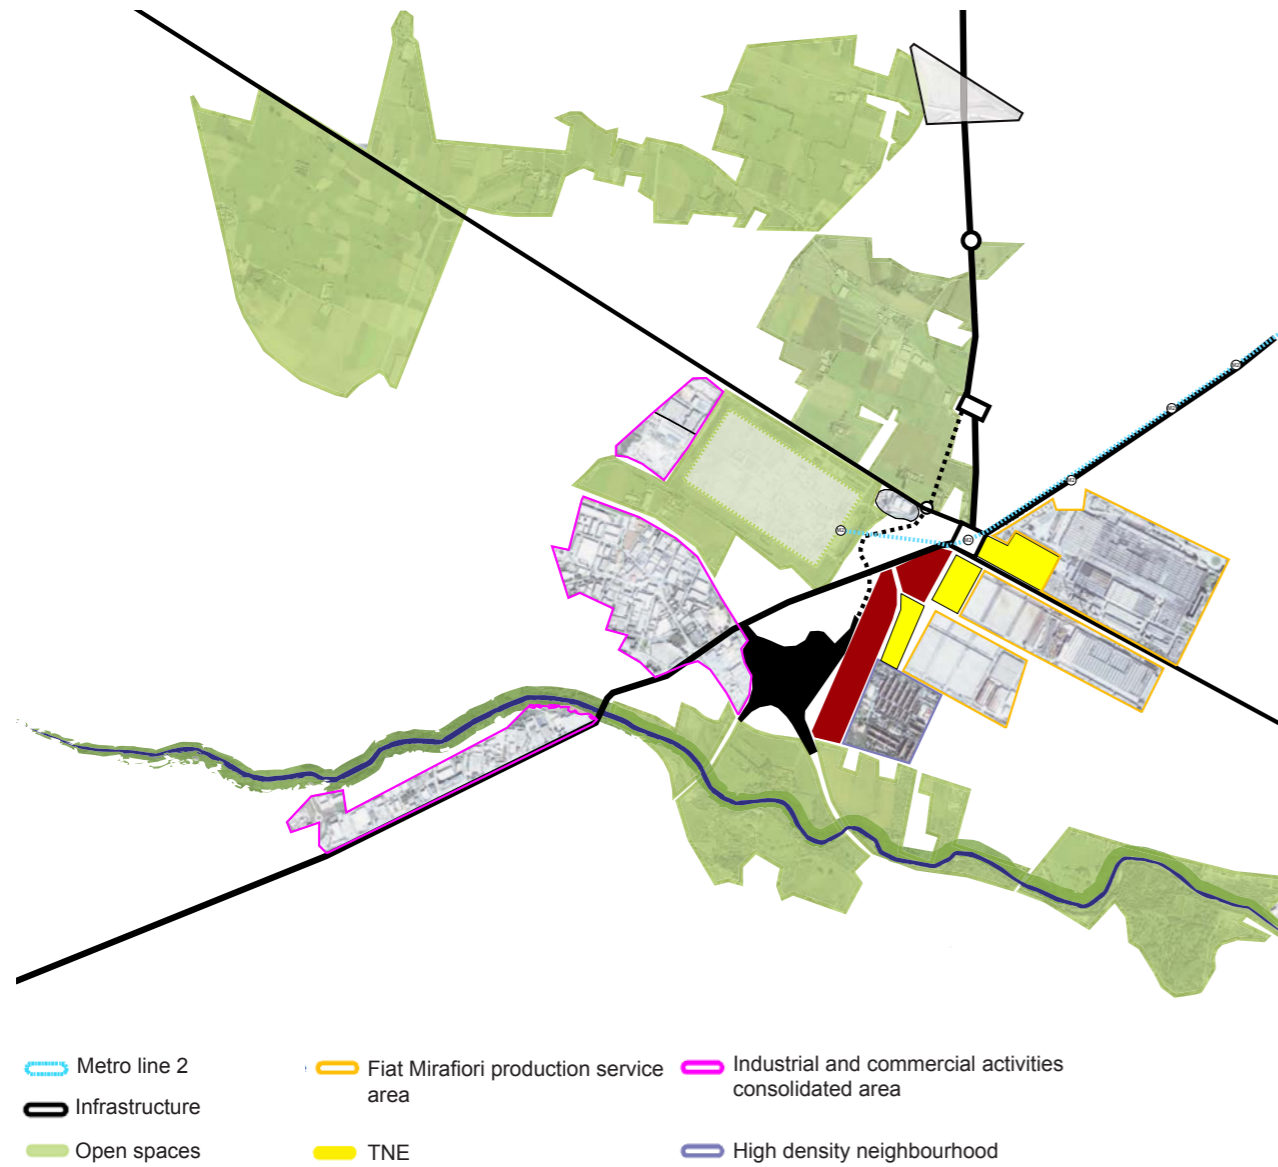 Metro line 2
Infrastructure
Open spaces
Fiat Mirafiori production service
area
TNE
Industrial and commercial activities
consolidated area
High density neighbourhood